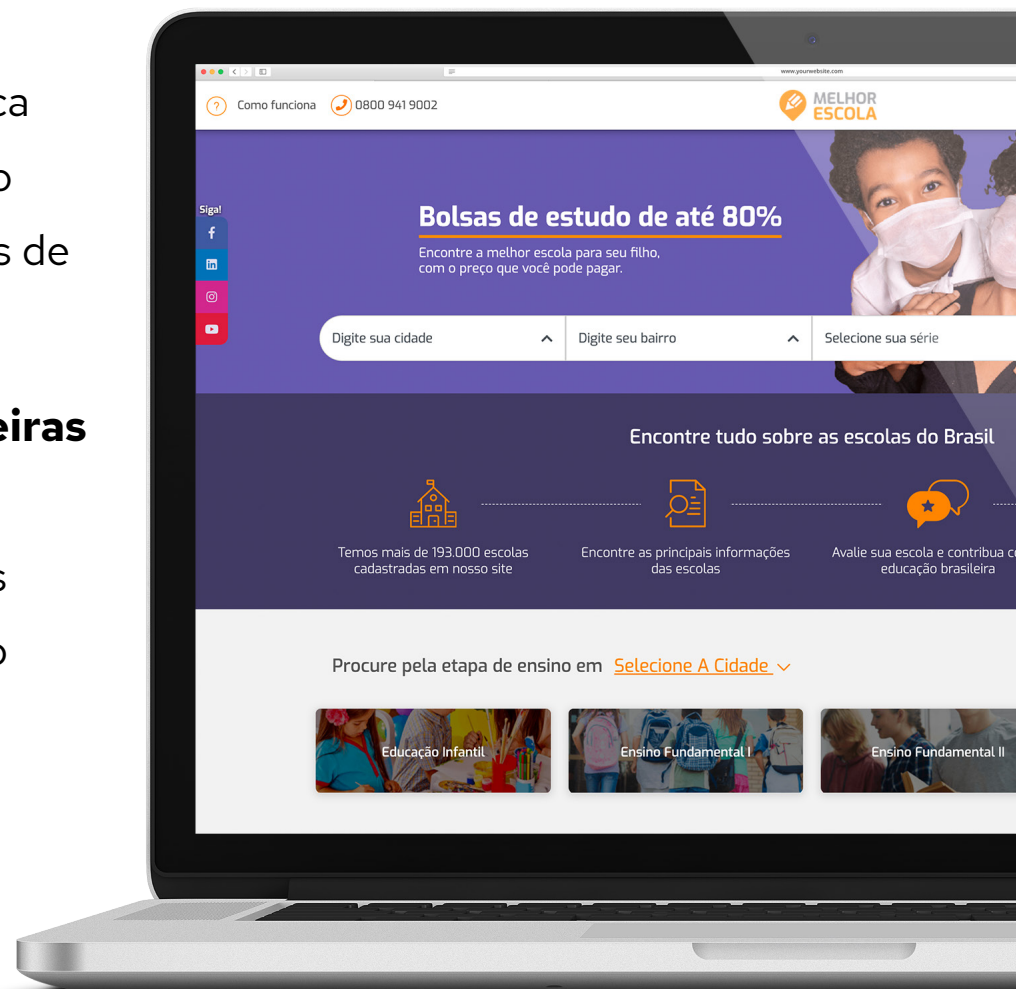 ca
o
s de
eiras
s
o
www.yourwebsite.com
? Como funciona 0800 941 9002
MELHOR
ESCOLA
Siga!
Bolsas de estudo de até 80%
Encontre a melhor escola para seu filho,
com o preço que você pode pagar.
Digite sua cidade
Digite seu bairro
Selecione sua série
Encontre tudo sobre as escolas do Brasil
Temos mais de 193.000 escolas
cadastradas em nosso site
Encontre as principais informações
das escolas
Avalie sua escola e contribua co
educação brasileira
Procure pela etapa de ensino em Selecione A Cidade
Educação Infantil
Ensino Fundamental I
Ensino Fundamental II